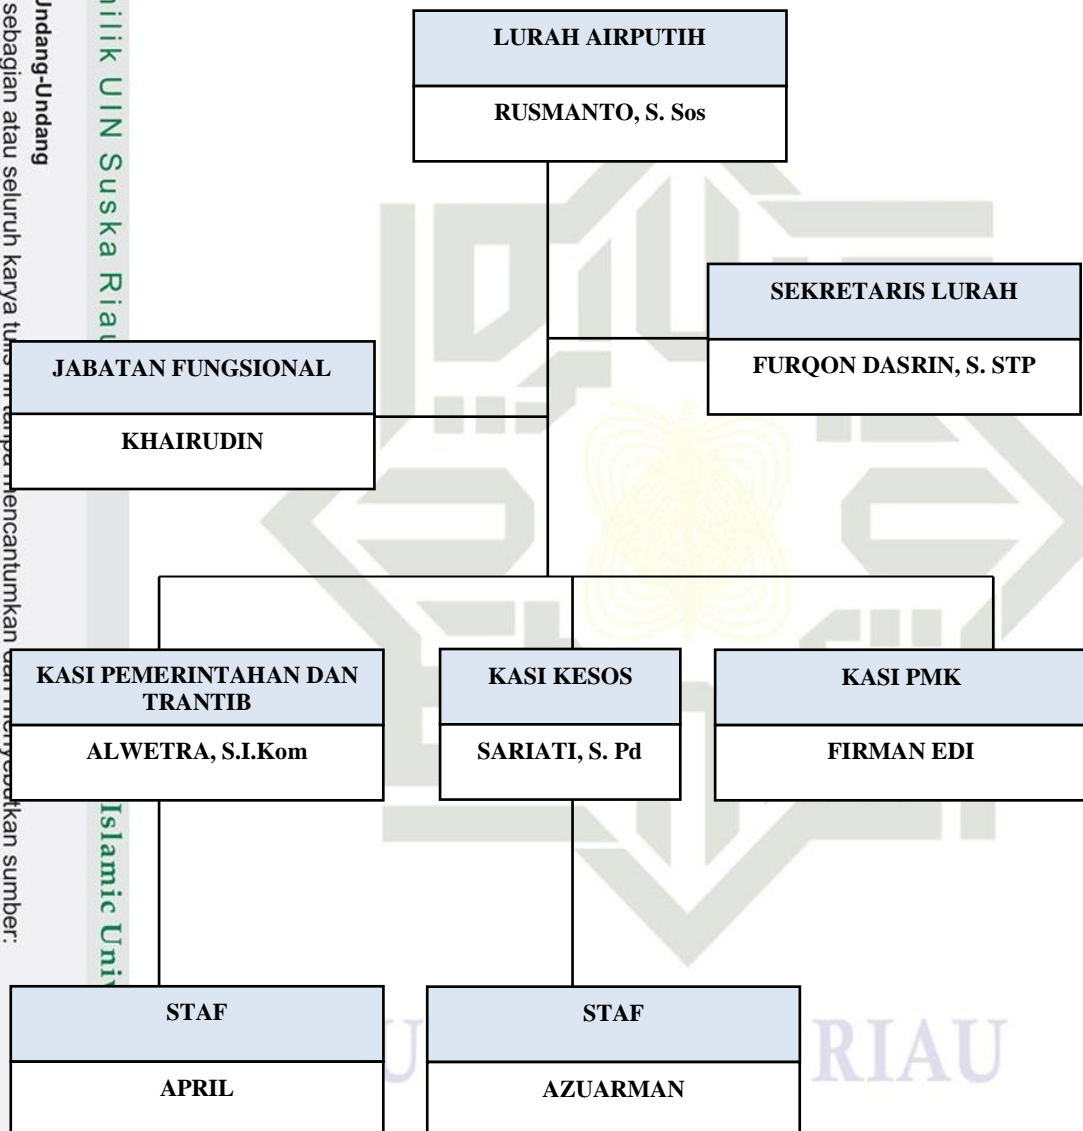 LURAH AIRPUTIH
RUSMANTO, S. Sos
SEKRETARIS LURAH
FURQON DASRIN, S. STP
JABATAN FUNGSIONAL
KHAIRUDIN
KASI PEMERINTAHAN DAN
TRANTIB
ALWETRA, S.I.Kom
KASI KESOS
SARIATI, S. Pd
KASI PMK
FIRMAN EDI
STAF
APRIL
STAF
AZUARMAN
U
RIAU
UIN Suska Riau
Islamic
Undang-Undang
sebagian atau seluruh karya tulis ini tanpa mencantumkan dan menyebutkan sumber: